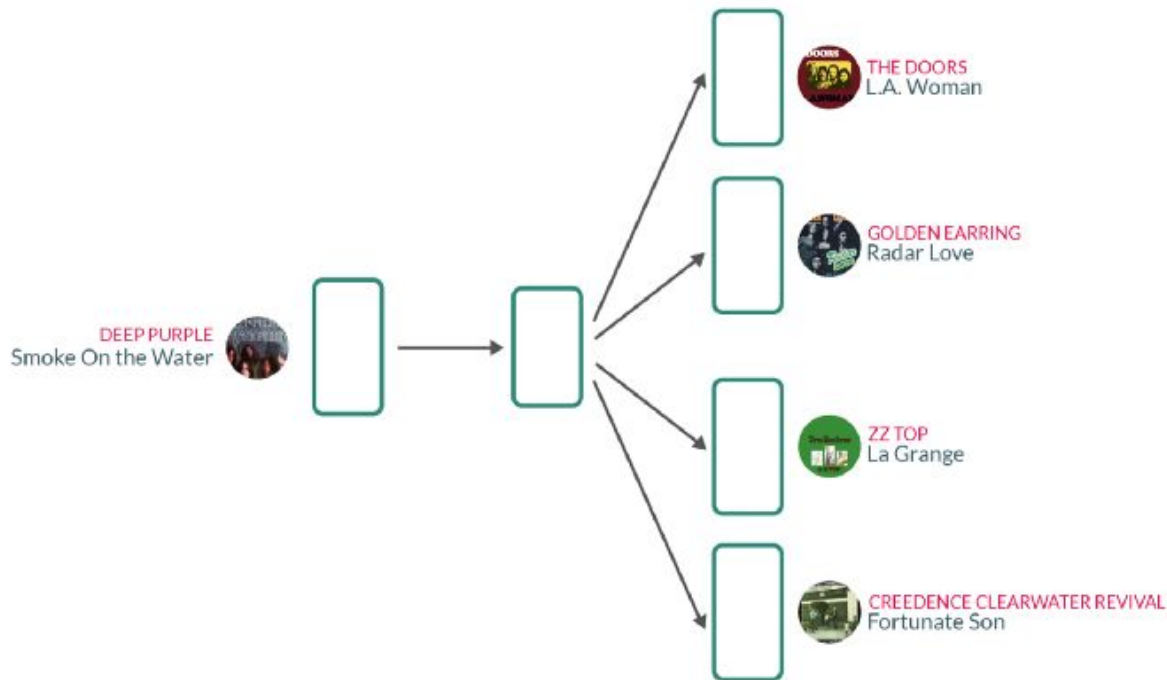 DEEP PURPLE
Smoke On the Water
DOORS
THE DOORS
L.A. Woman
GOLDEN EARRING
Radar Love
ZZ TOP
La Grange
CREEDENCE CLEARWATER REVIVAL
Fortunate Son